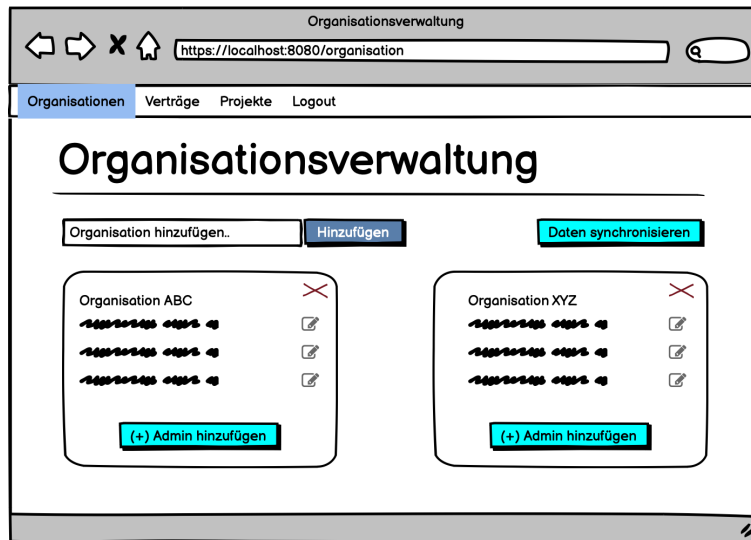 Organisationsverwaltung
https://localhost:8080/organisation
Organisationen Verträge Projekte Logout
Organisationsverwaltung
Organisation hinzufügen.. Hinzufügen Daten synchronisieren
Organisation ABC
(+) Admin hinzufügen
Organisation XYZ
(+) Admin hinzufügen